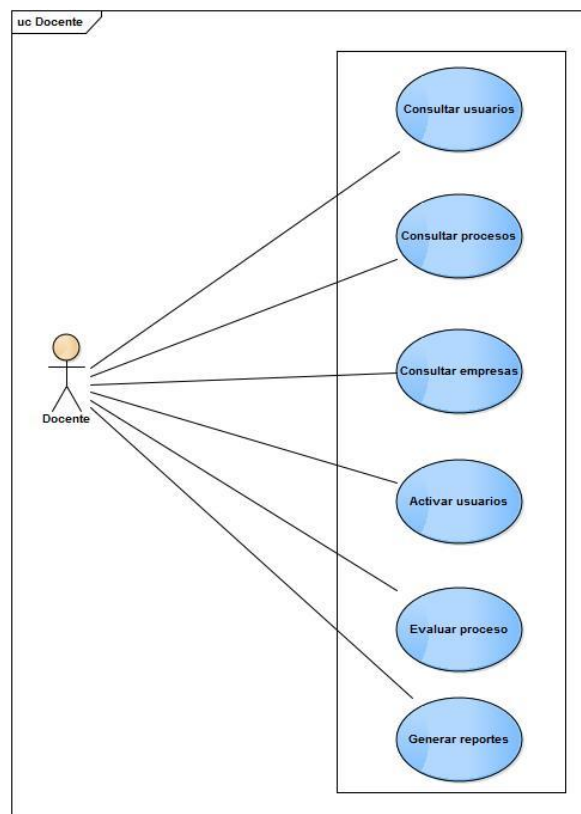 uc Docente
Consultar usuarios
Consultar procesos
Consultar empresas
Docente
Activar usuarios
Evaluar proceso
Generar reportes